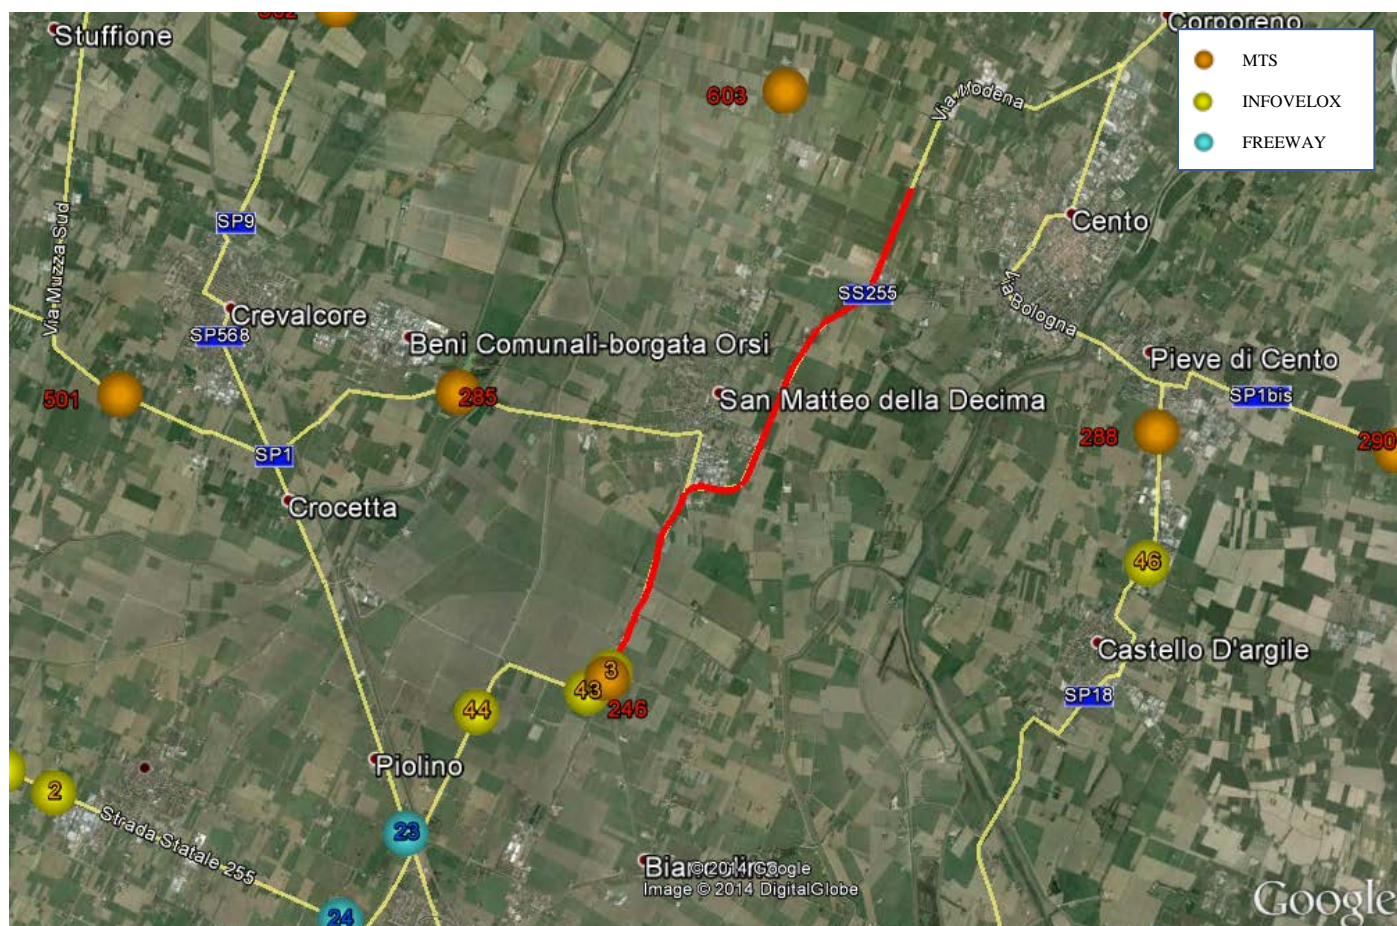 Stuffione
Corporeno
MTS
INFOVELOX
FREEWAY
603
Via Modena
SP9
Via Muzza Sud
Cento
SS255
Crevalcore
SP568
Beni Comunali-borgata Orsi
Via Bologna
Pieve di Cento
SP1bis
501
285
San Matteo della Decima
288
290
SP1
Crocetta
46
Castello D'argile
SP18
3
43
246
44
Piolino
2
Strada Statale 255
23
24
© 2014 Google
Image © 2014 DigitalGlobe
Google